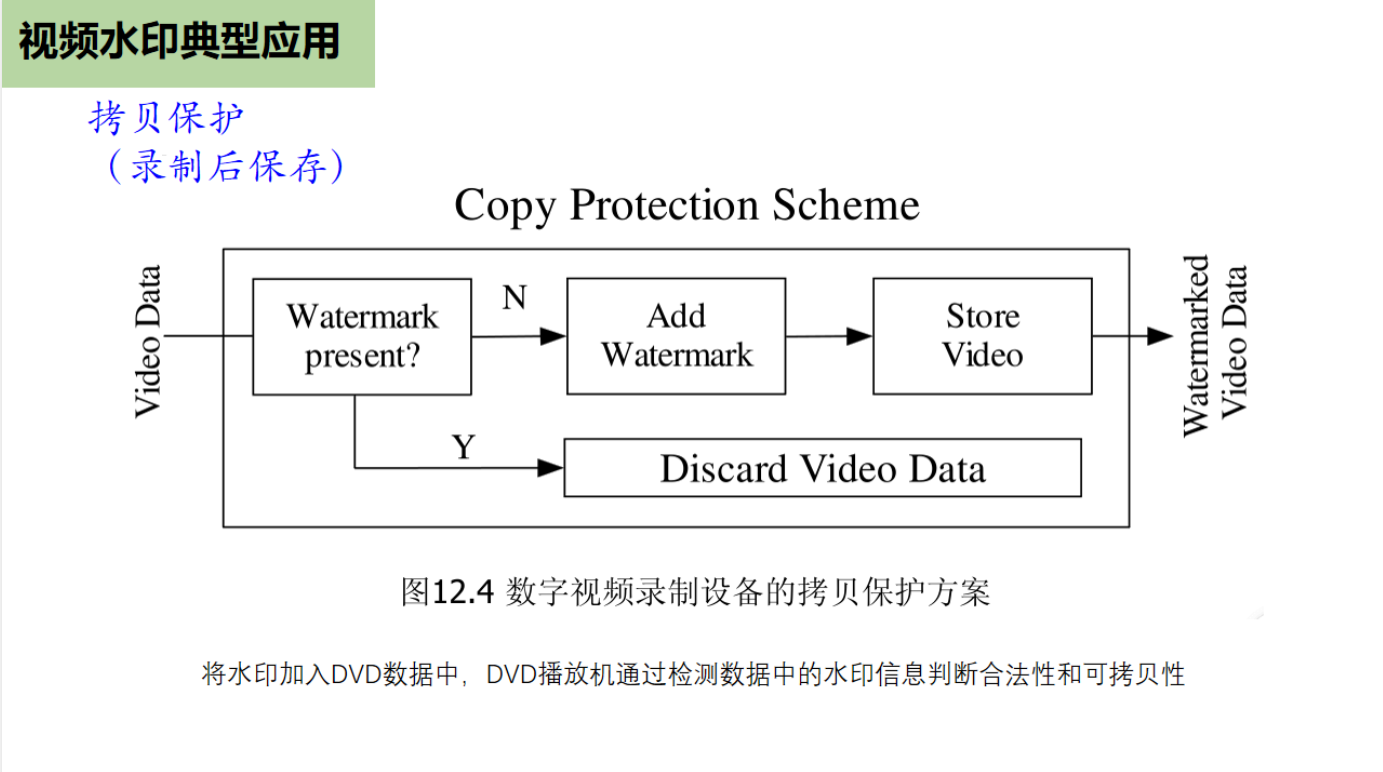 视频水印典型应用
拷贝保护
（录制后保存）
Copy Protection Scheme
Video Data
Watermark
present?
N
Add
Watermark
Store
Video
Watermarked
Video Data
Y
Discard Video Data
图12.4 数字视频录制设备的拷贝保护方案
将水印加入DVD数据中，DVD播放机通过检测数据中的水印信息判断合法性和可拷贝性